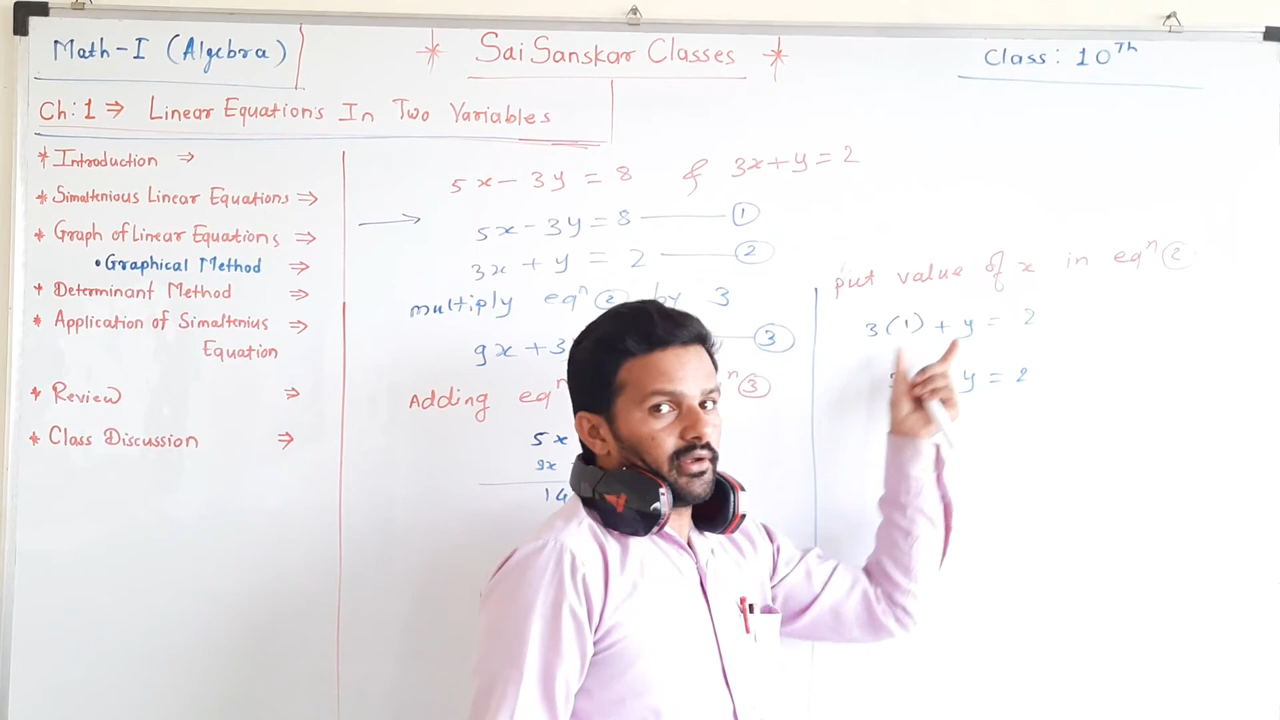 Math-I (Algebra)
* Sai Sanskar Classes *
Class: 10Th
Ch:1 ⇒ Linear Equations In Two Variables
* Introduction ⇒
* Simaltenious Linear Equations ⇒
* Graph of Linear Equations ⇒
• Graphical Method ⇒
* Determinant Method ⇒
* Application of Simaltenius ⇒
Equation
* Review ⇒
* Class Discussion ⇒
5x - 3y = 8 & 3x + y = 2
5x - 3y = 8 —— ①
3x + y = 2 —— ②
multiply eqⁿ ② by 3
9x + 3 —— ③
Adding eqⁿ ⁿ ③
5x
9x
14
put value of x in eqⁿ ②
3(1) + y = 2
y = 2